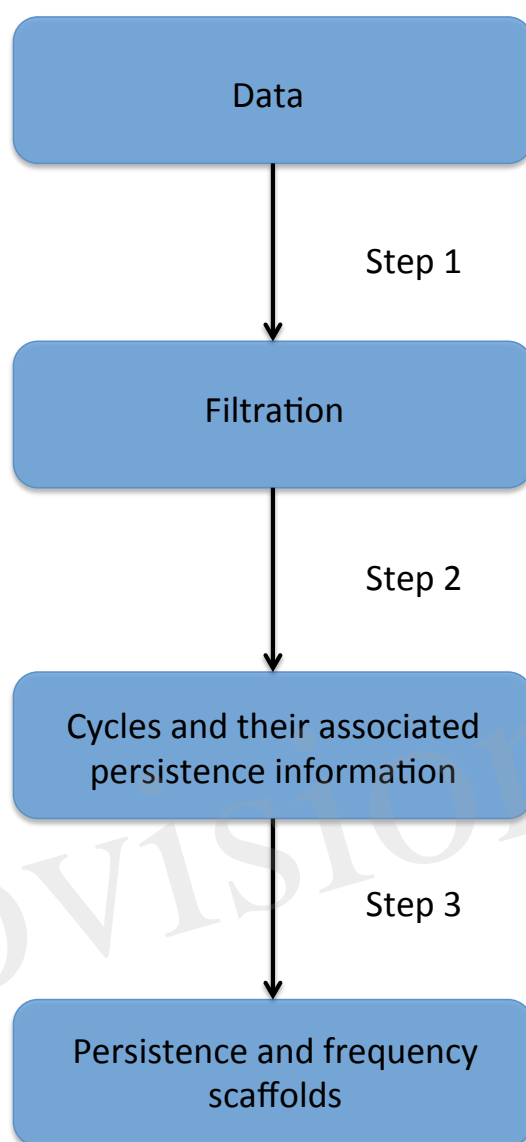 Data
Step 1
Filtration
Step 2
Cycles and their associated
persistence information
Step 3
Persistence and frequency
scaffolds